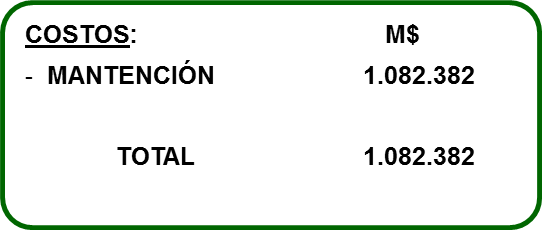 COSTOS: M$
- MANTENCIÓN 1.082.382
TOTAL 1.082.382